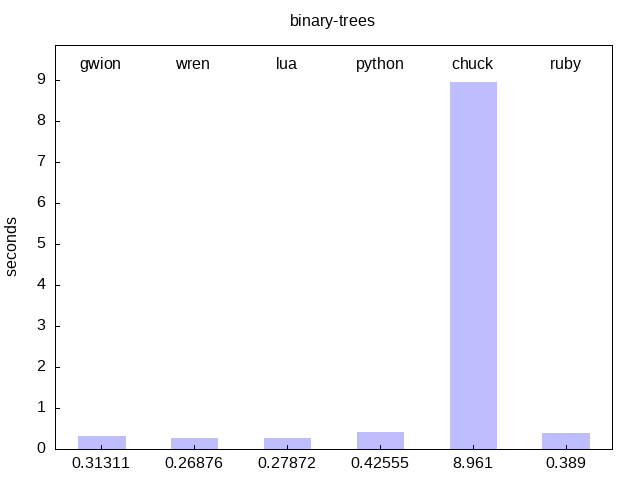 binary-trees
gwion wren lua python chuck ruby
9
8
7
6
5
4
3
2
1
0
seconds
0.31311 0.26876 0.27872 0.42555 8.961 0.389